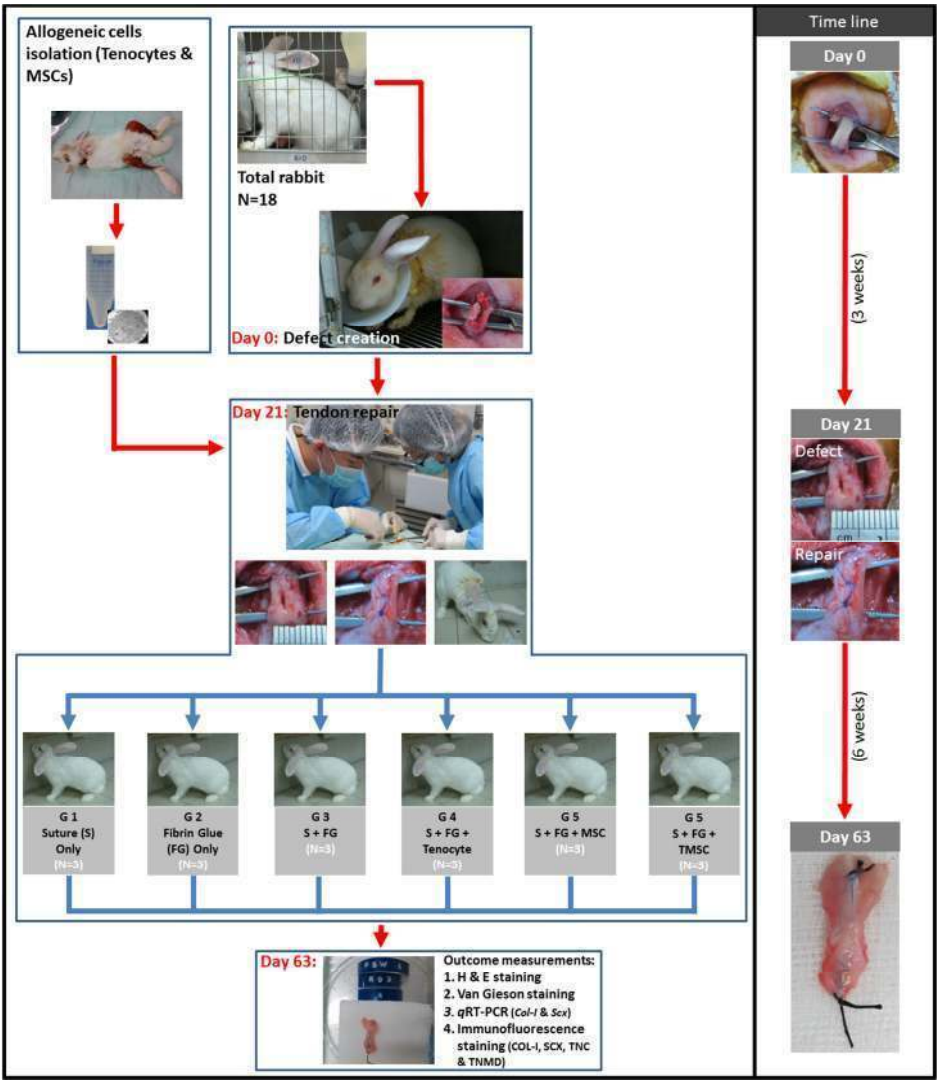 Allogeneic cells
isolation (Tenocytes &
MSCs)
Total rabbit
N=18
Day 0: Defect creation
Day 21: Tendon repair
G 1
Suture (S)
Only
(N=3)
G 2
Fibrin Glue
(FG) Only
(N=3)
G 3
S + FG
(N=3)
G 4
S + FG +
Tenocyte
(N=3)
G 5
S + FG + MSC
(N=3)
G 5
S + FG +
TMSC
(N=3)
Day 63:
Outcome measurements:
1. H & E staining
2. Van Gieson staining
3. qRT-PCR (Col-I & Scx)
4. Immunofluorescence
staining (COL-I, SCX, TNC
& TNMD)
Time line
Day 0
(3 weeks)
Day 21
Defect
cm
Repair
(6 weeks)
Day 63